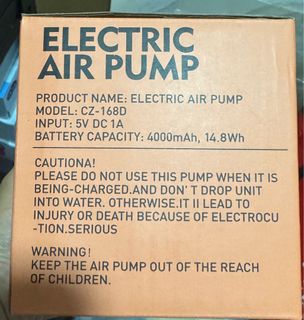 ELECTRIC
AIR PUMP
PRODUCT NAME: ELECTRIC AIR PUMP
MODEL: CZ-168D
INPUT: 5V DC 1A
BATTERY CAPACITY: 4000mAh, 14.8Wh
CAUTIONA!
PLEASE DO NOT USE THIS PUMP WHEN IT IS
BEING-CHARGED.AND DON' T DROP UNIT
INTO WATER. OTHERWISE.IT II LEAD TO
INJURY OR DEATH BECAUSE OF ELECTROCU
-TION.SERIOUS
WARNING!
KEEP THE AIR PUMP OUT OF THE REACH
OF CHILDREN.